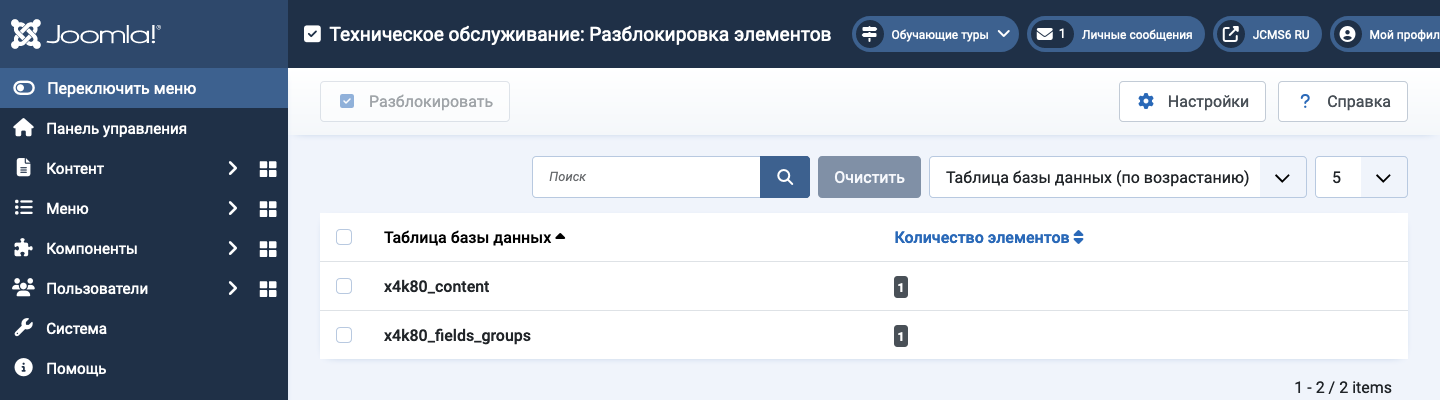 Joomla!®
Техническое обслуживание: Разблокировка элементов
Обучающие туры
1 Личные сообщения
JCMS6 RU
Мой профил
Переключить меню
Панель управления
Контент
Меню
Компоненты
Пользователи
Система
Помощь
Разблокировать
Настройки
? Справка
Поиск
Очистить
Таблица базы данных (по возрастанию)
5
Таблица базы данных Количество элементов
x4k80_content 1
x4k80_fields_groups 1
1 - 2 / 2 items